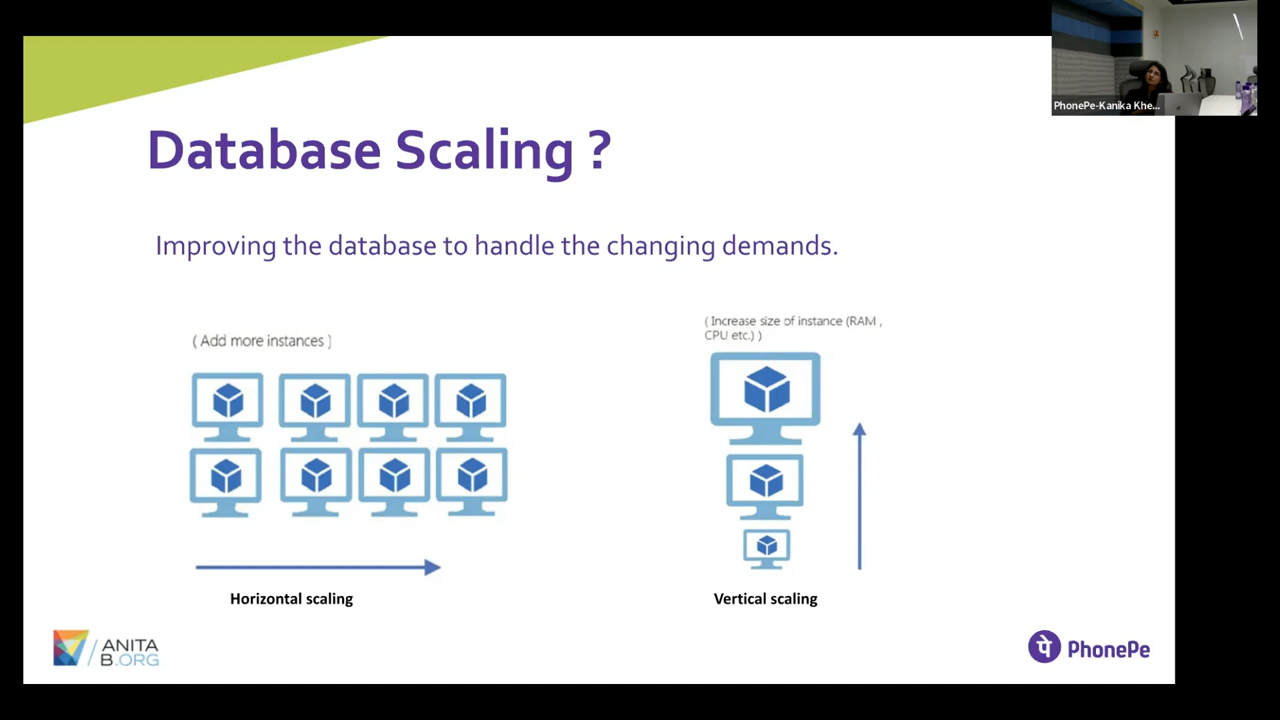 PhonePe-Kanika Khe...
Database Scaling ?
Improving the database to handle the changing demands.
( Add more instances )
( Increase size of instance (RAM ,
CPU etc.) )
Horizontal scaling
Vertical scaling
ANITA
B.ORG
पे PhonePe